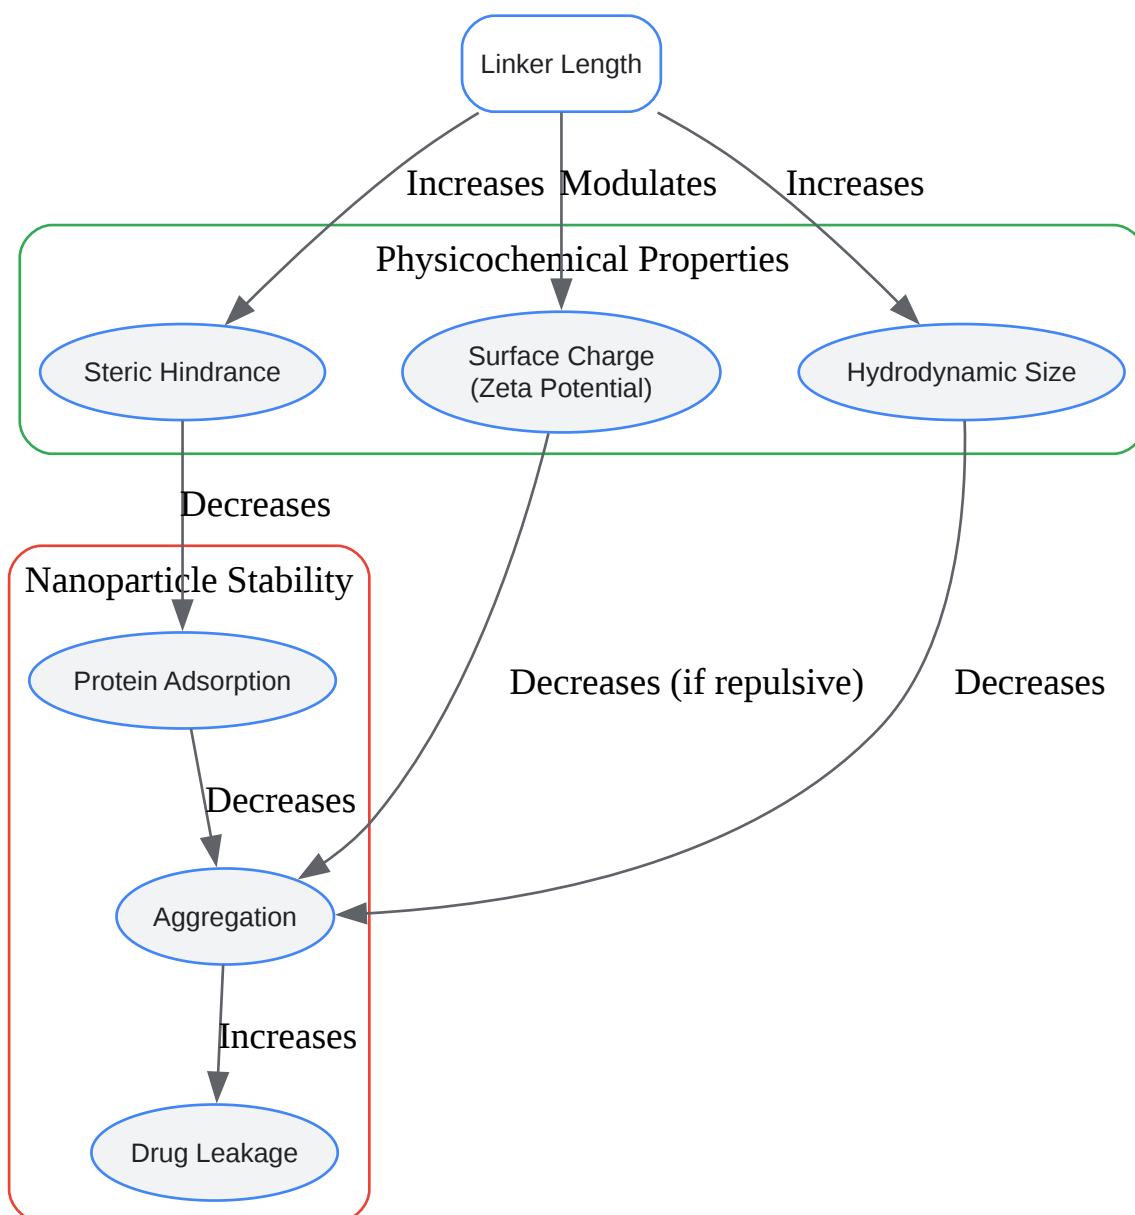 Linker Length
Increases
Modulates
Increases
Physicochemical Properties
Steric Hindrance
Surface Charge
(Zeta Potential)
Hydrodynamic Size
Decreases
Nanoparticle Stability
Protein Adsorption
Decreases (if repulsive)
Decreases
Decreases
Aggregation
Increases
Drug Leakage